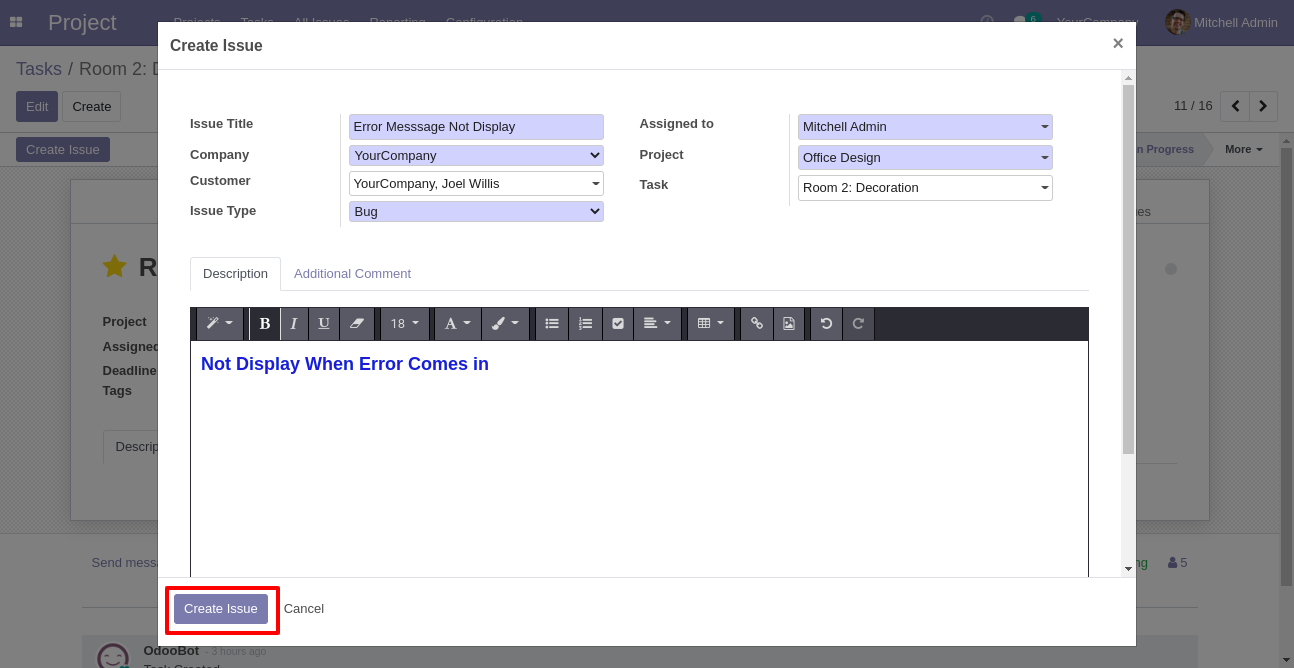 Project Projects Tasks All Issues Reporting Configuration 6 YourCompany Mitchell Admin
Create Issue ×
Tasks / Room 2: D
Edit Create 11 / 16
Create Issue n Progress More
Issue Title Error Messsage Not Display Assigned to Mitchell Admin
Company YourCompany Project Office Design
Customer YourCompany, Joel Willis Task Room 2: Decoration
Issue Type Bug
es
R
Description Additional Comment
Project
Assigned
Deadline
Tags
B I U 18 A
Not Display When Error Comes in
Descrip
Send messa ng 5
Create Issue Cancel
OdooBot - 3 hours ago
Task Created